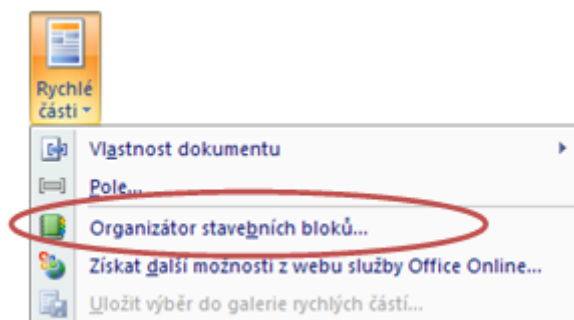 Rychlé
části
Vlastnost dokumentu
Pole...
Organizátor stavebních bloků...
Získat další možnosti z webu služby Office Online...
Uložit výběr do galerie rychlých částí...